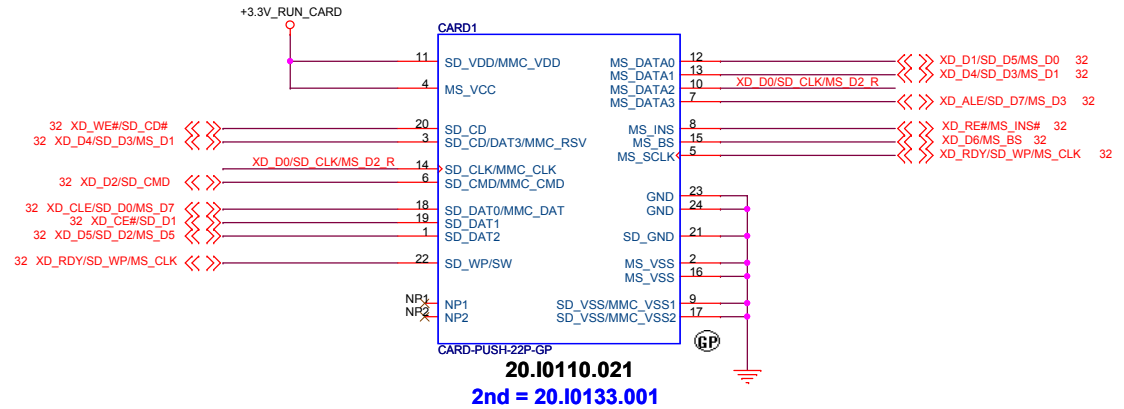 +3.3V_RUN_CARD
CARD1
11 SD_VDD/MMC_VDD
4 MS_VCC
32 XD_WE#/SD_CD# 20 SD_CD
32 XD_D4/SD_D3/MS_D1 3 SD_CD/DAT3/MMC_RSV
XD_D0/SD_CLK/MS_D2_R 14 SD_CLK/MMC_CLK
32 XD_D2/SD_CMD 6 SD_CMD/MMC_CMD
32 XD_CLE/SD_D0/MS_D7 18 SD_DAT0/MMC_DAT
32 XD_CE#/SD_D1 19 SD_DAT1
32 XD_D5/SD_D2/MS_D5 1 SD_DAT2
32 XD_RDY/SD_WP/MS_CLK 22 SD_WP/SW
NP1 NP1
NP2 NP2
MS_DATA0 12 XD_D1/SD_D5/MS_D0 32
MS_DATA1 13 XD_D4/SD_D3/MS_D1 32
MS_DATA2 10 XD_D0/SD_CLK/MS_D2_R
MS_DATA3 7 XD_ALE/SD_D7/MS_D3 32
MS_INS 8 XD_RE#/MS_INS# 32
MS_BS 15 XD_D6/MS_BS 32
MS_SCLK 5 XD_RDY/SD_WP/MS_CLK 32
GND 23
GND 24
SD_GND 21
MS_VSS 2
MS_VSS 16
SD_VSS/MMC_VSS1 9
SD_VSS/MMC_VSS2 17
GP
CARD-PUSH-22P-GP
20.I0110.021
2nd = 20.I0133.001